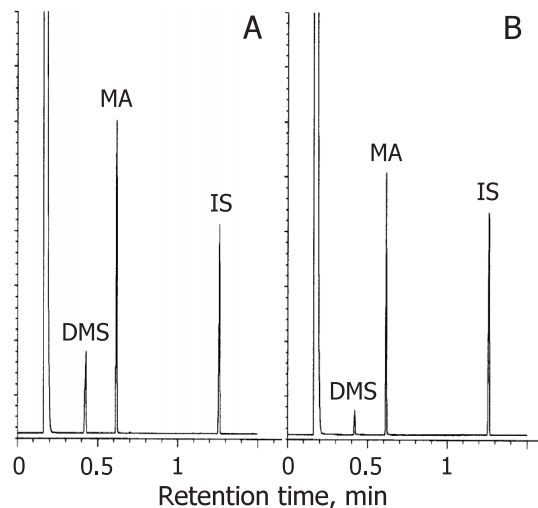 A
B
MA
MA
IS
IS
DMS
DMS
0 0.5 1 0 0.5 1
Retention time, min